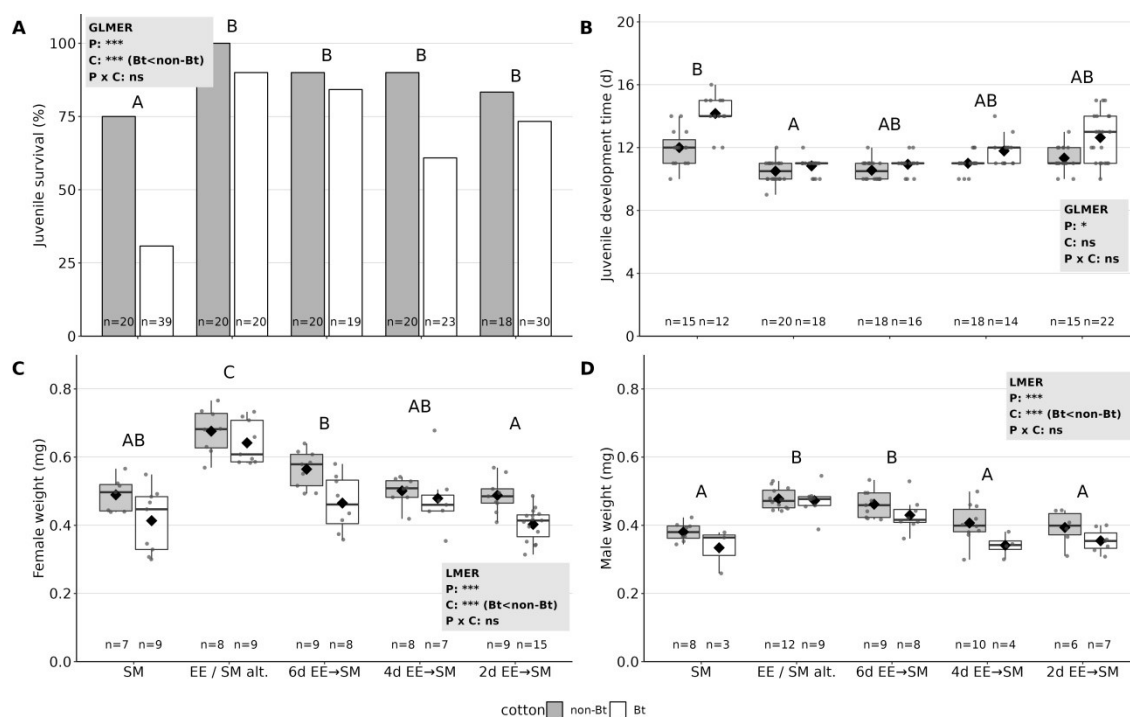 A
GLMER
P: ***
C: *** (Bt<non-Bt)
P x C: ns
Juvenile survival (%)
100
75
50
25
0
A
B
B
B
B
n=20 n=39 n=20 n=20 n=20 n=19 n=20 n=23 n=18 n=30
B
Juvenile development time (d)
20
16
12
8
4
0
B
A
AB
AB
AB
GLMER
P: *
C: ns
P x C: ns
n=15 n=12 n=20 n=18 n=18 n=16 n=18 n=14 n=15 n=22
C
Female weight (mg)
0.8
0.6
0.4
0.2
0.0
AB
C
B
AB
A
LMER
P: ***
C: *** (Bt<non-Bt)
P x C: ns
n=7 n=9 n=8 n=9 n=9 n=8 n=8 n=7 n=9 n=15
SM EE / SM alt. 6d EE→SM 4d EE→SM 2d EE→SM
D
Male weight (mg)
0.8
0.6
0.4
0.2
0.0
LMER
P: ***
C: *** (Bt<non-Bt)
P x C: ns
A
B
B
A
A
n=8 n=3 n=12 n=9 n=9 n=8 n=10 n=4 n=6 n=7
SM EE / SM alt. 6d EE→SM 4d EE→SM 2d EE→SM
cotton non-Bt Bt